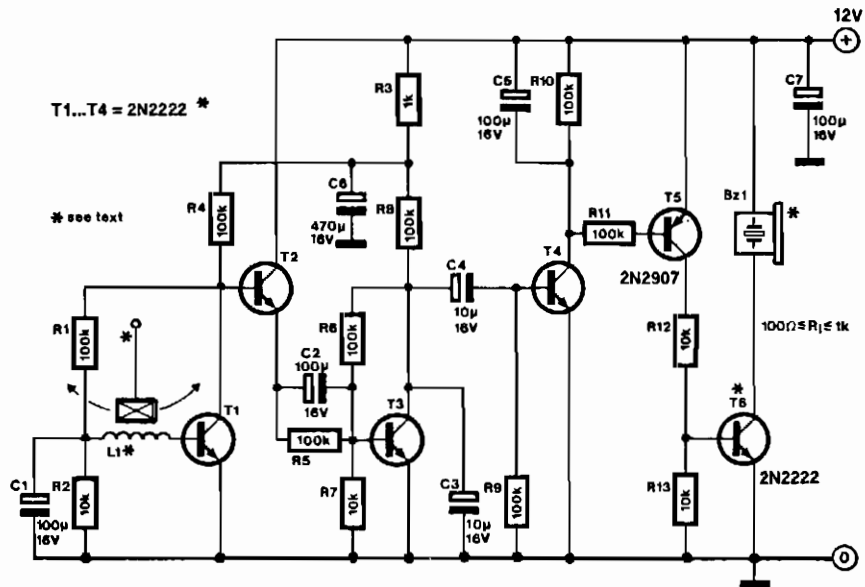 12V
+
T1...T4 = 2N2222 *
* see text
R3
1k
C5
100µ
16V
R10
100k
C7
100µ
16V
R4
100k
C6
470µ
16V
R8
100k
T2
R11
100k
T5
2N2907
Bz1
*
C4
10µ
16V
T4
R1
100k
*
C2
100µ
16V
R6
100k
R12
10k
100Ω ≤ Ri ≤ 1k
T1
L1*
R5
100k
T3
*
T6
2N2222
C1
100µ
16V
R2
10k
R7
10k
C3
10µ
16V
R9
100k
R13
10k
0